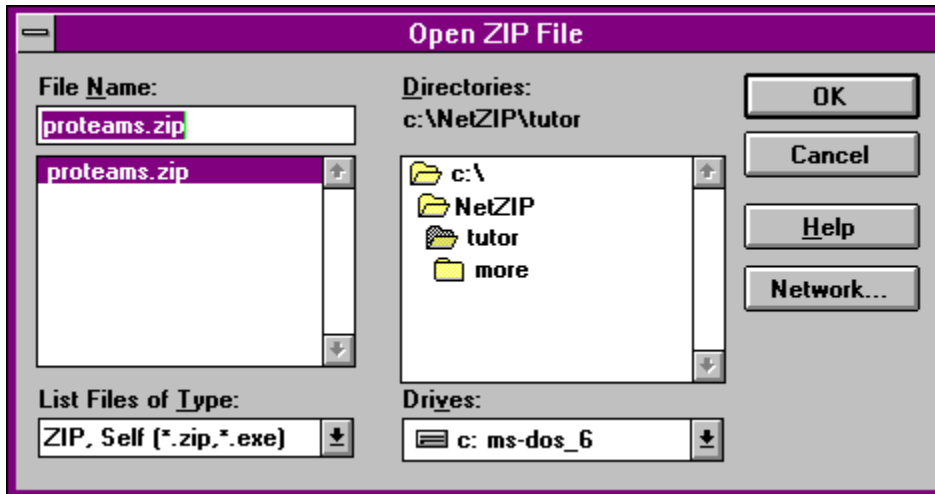 Open ZIP File
File Name:
proteams.zip
proteams.zip
List Files of Type:
ZIP, Self (*.zip,*.exe)
Directories:
c:\NetZIP\tutor
c:\
NetZIP
tutor
more
Drives:
c: ms-dos_6
OK
Cancel
Help
Network...